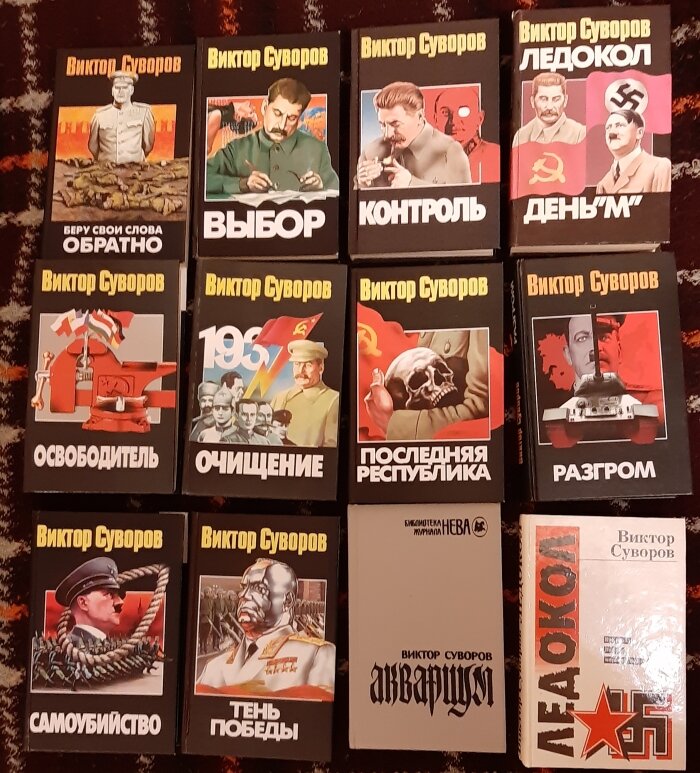 Виктор Суворов
БЕРУ СВОИ СЛОВА
ОБРАТНО
Виктор Суворов
ВЫБОР
Виктор Суворов
КОНТРОЛЬ
Виктор Суворов
ЛЕДОКОЛ
ДЕНЬ"М"
Виктор Суворов
ОСВОБОДИТЕЛЬ
Виктор Суворов
193
ОЧИЩЕНИЕ
Виктор Суворов
ПОСЛЕДНЯЯ
РЕСПУБЛИКА
Виктор Суворов
РАЗГРОМ
Виктор Суворов
САМОУБИЙСТВО
Виктор Суворов
ТЕНЬ
ПОБЕДЫ
БИБЛИОТЕКА
ЖУРНАЛА НЕВА
ВИКТОР СУВОРОВ
аквариум
Виктор
Суворов
ЛЕДОКОЛ